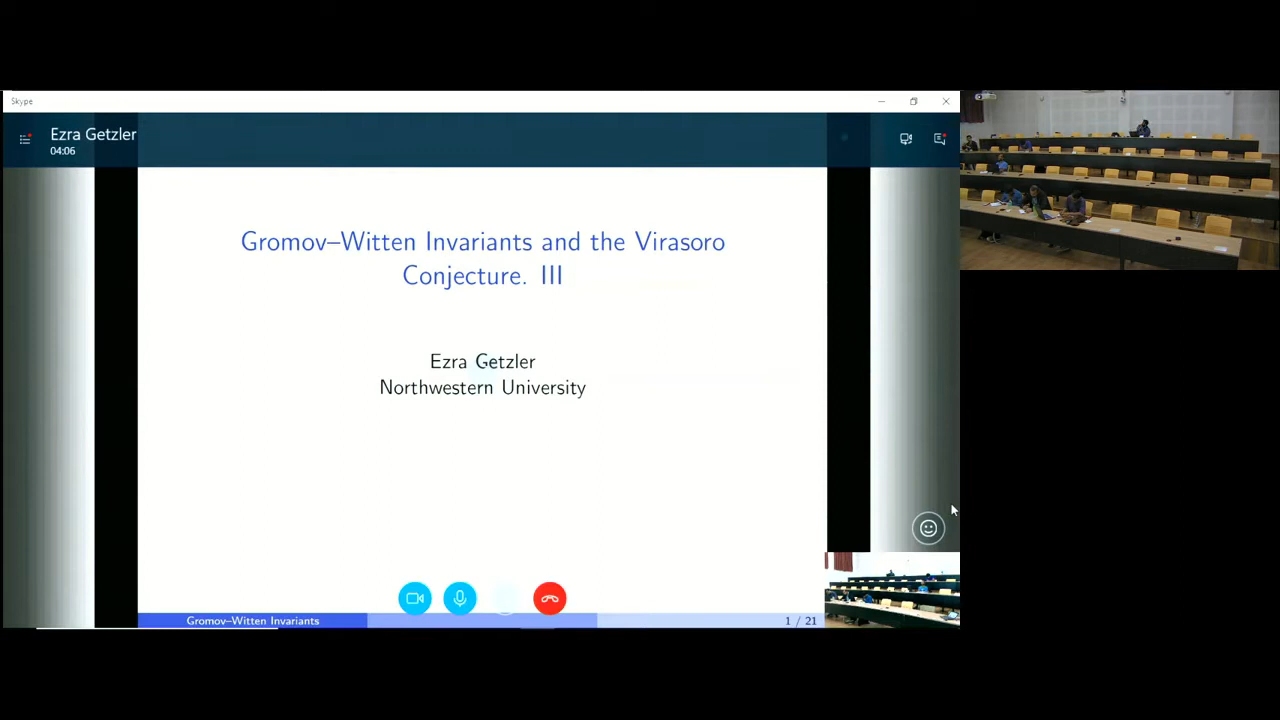 Skype
Ezra Getzler
04:06
Gromov–Witten Invariants and the Virasoro
Conjecture. III
Ezra Getzler
Northwestern University
Gromov–Witten Invariants
1 / 21